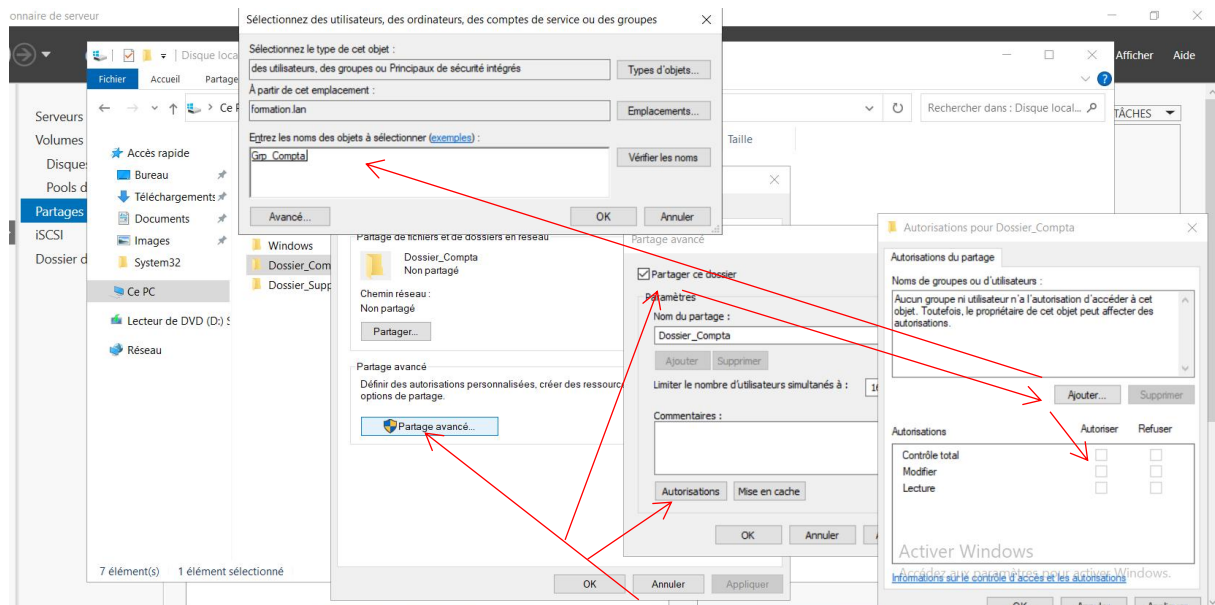 onnaire de serveur
Afficher Aide
TÂCHES
Serveurs
Volumes
Disques
Pools d
Partages
iSCSI
Dossier d
Disque loca
Fichier Accueil Partage
Ce P
Rechercher dans : Disque local...
Taille
Accès rapide
Bureau
Téléchargements
Documents
Images
System32
Ce PC
Lecteur de DVD (D:) S
Réseau
Windows
Dossier_Com
Dossier_Supp
7 élément(s) 1 élément sélectionné
Sélectionnez des utilisateurs, des ordinateurs, des comptes de service ou des groupes
Sélectionnez le type de cet objet :
des utilisateurs, des groupes ou Principaux de sécurité intégrés
Types d'objets...
À partir de cet emplacement :
formation.lan
Emplacements...
Entrez les noms des objets à sélectionner (exemples) :
Grp_Compta
Vérifier les noms
Avancé...
OK Annuler
Partage de fichiers et de dossiers en réseau
Dossier_Compta
Non partagé
Chemin réseau :
Non partagé
Partager...
Partage avancé
Définir des autorisations personnalisées, créer des ressourc
options de partage.
Partage avancé...
OK Annuler Appliquer
Partage avancé
Partager ce dossier
Paramètres
Nom du partage :
Dossier_Compta
Ajouter Supprimer
Limiter le nombre d'utilisateurs simultanés à : 16
Commentaires :
Autorisations Mise en cache
OK Annuler
Autorisations pour Dossier_Compta
Autorisations du partage
Noms de groupes ou d'utilisateurs :
Aucun groupe ni utilisateur n'a l'autorisation d'accéder à cet
objet. Toutefois, le propriétaire de cet objet peut affecter des
autorisations.
Ajouter... Supprimer
Autorisations Autoriser Refuser
Contrôle total
Modifier
Lecture
Activer Windows
Accédez aux paramètres pour activer Windows.
Informations sur le contrôle d'accès et les autorisations
OK Annuler